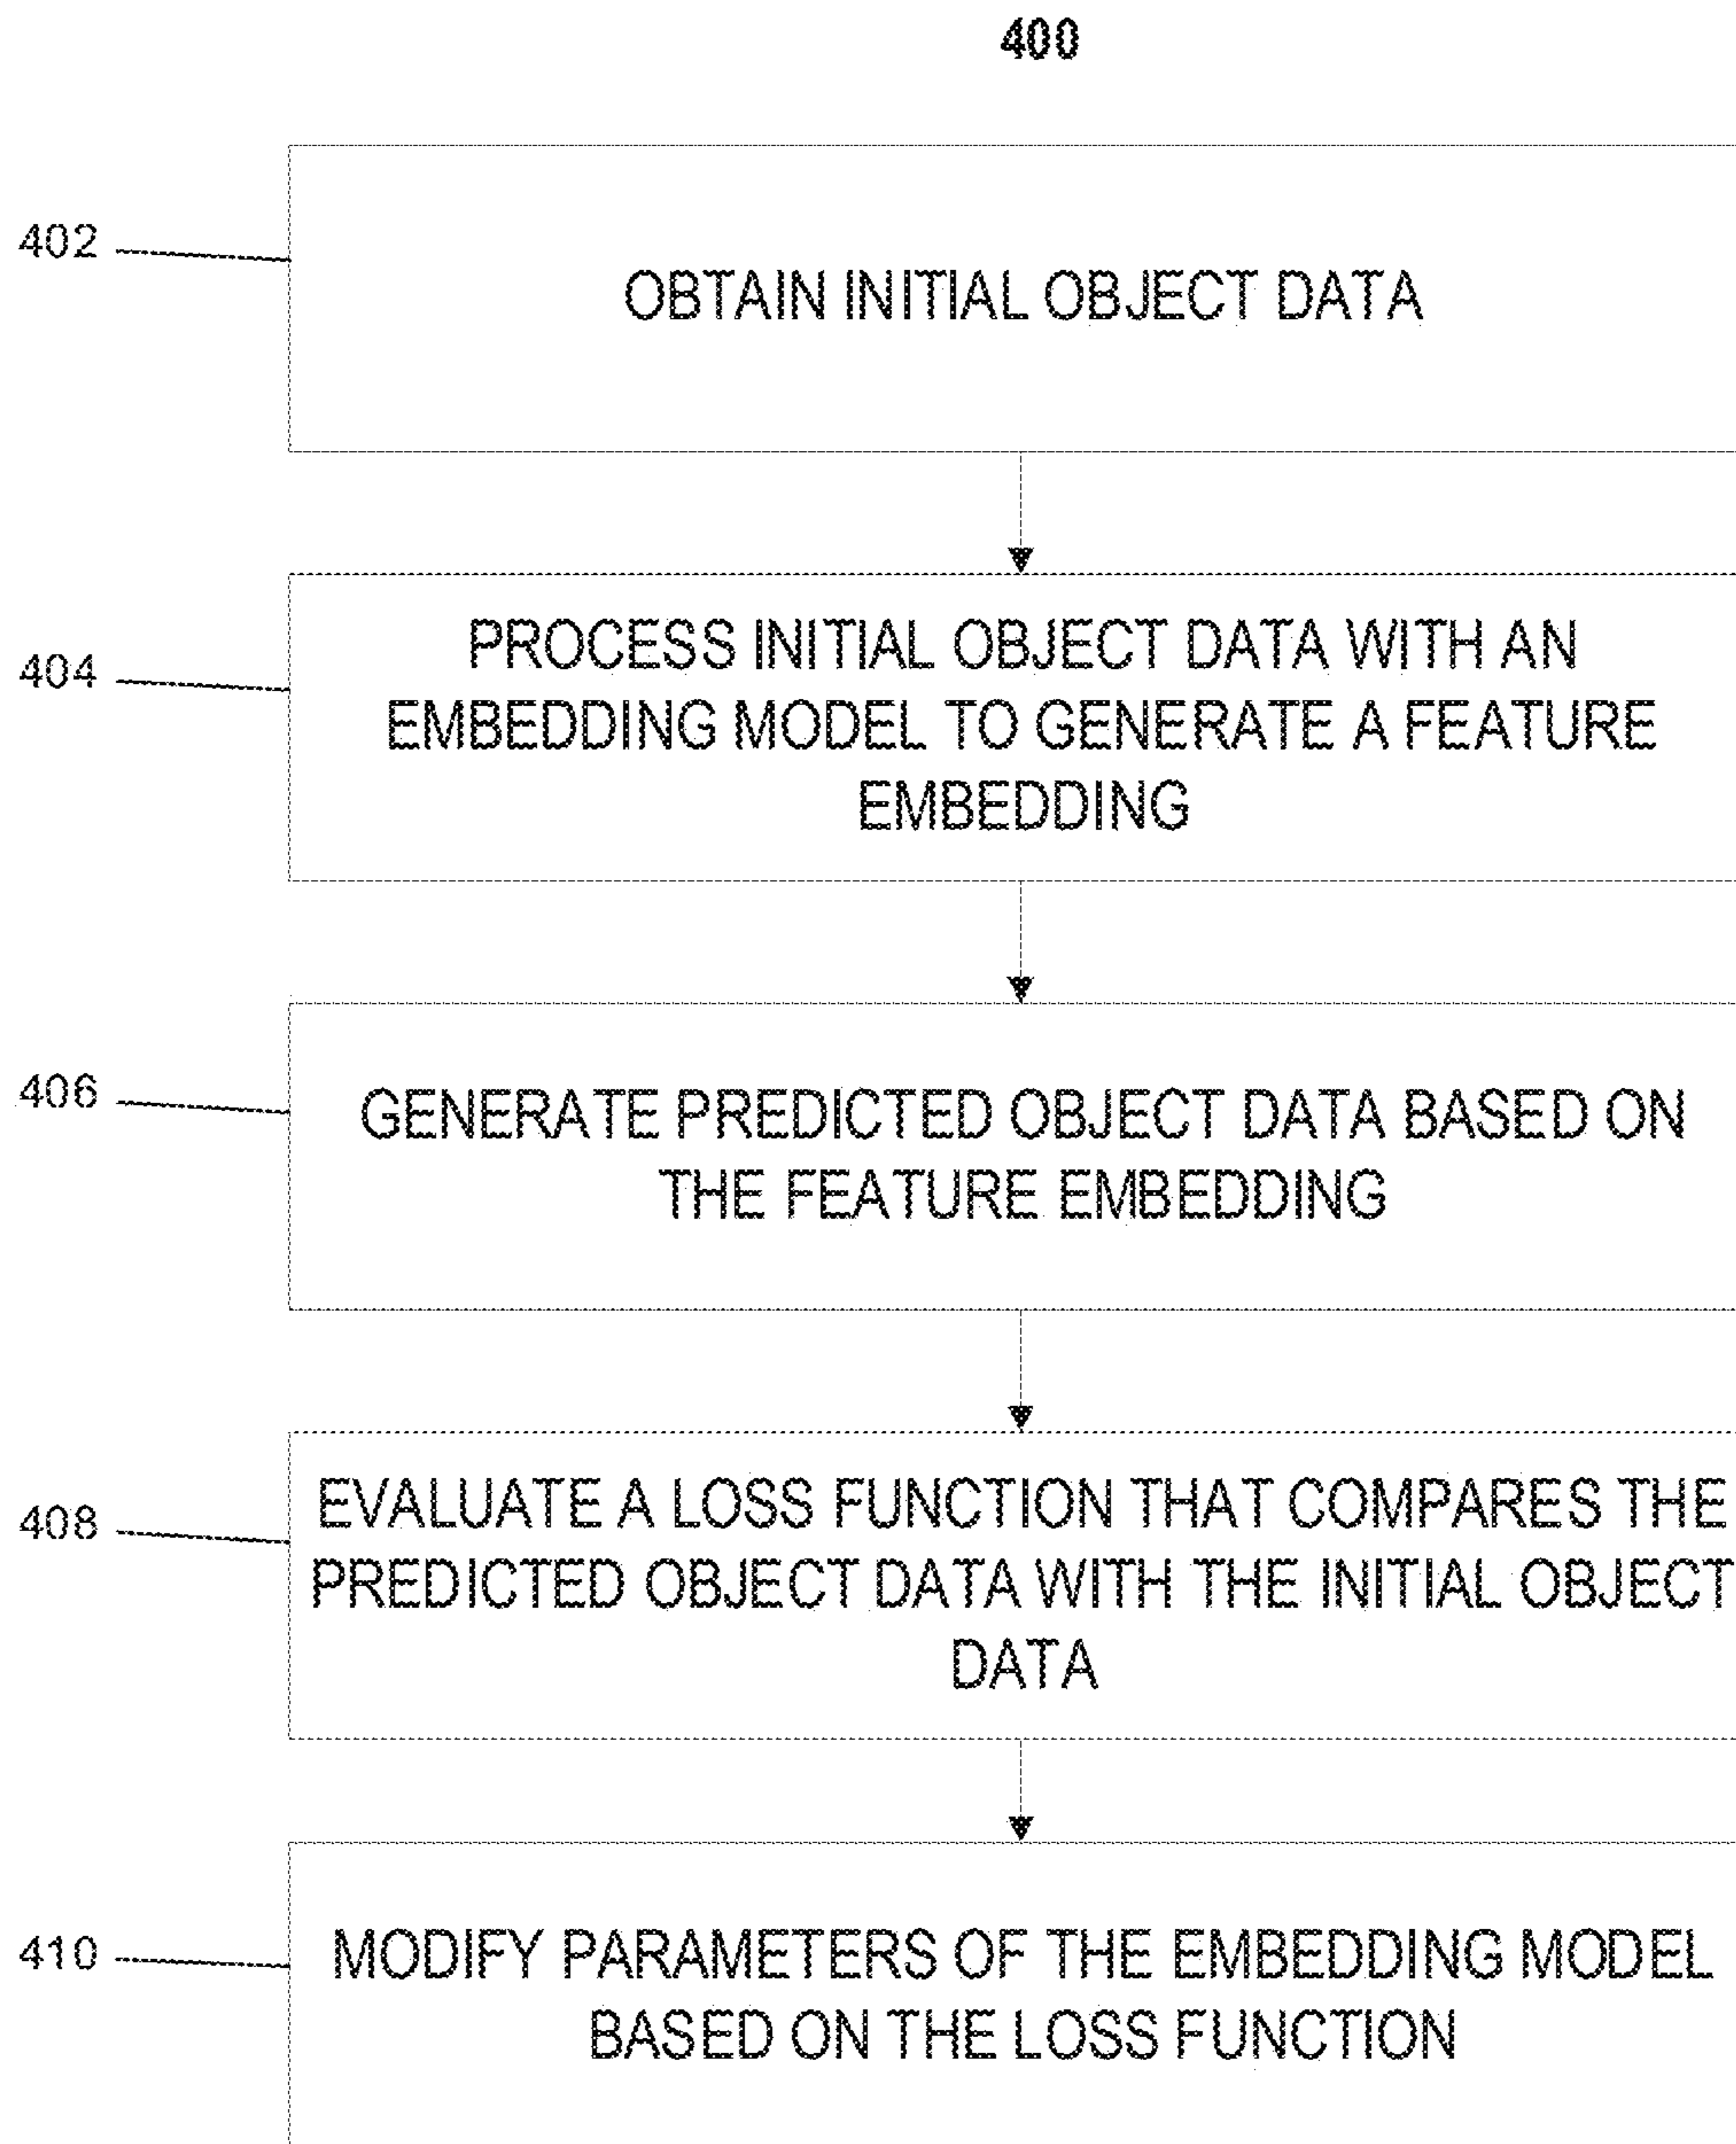 400
402
OBTAIN INITIAL OBJECT DATA
404
PROCESS INITIAL OBJECT DATA WITH AN
EMBEDDING MODEL TO GENERATE A FEATURE
EMBEDDING
406
GENERATE PREDICTED OBJECT DATA BASED ON
THE FEATURE EMBEDDING
408
EVALUATE A LOSS FUNCTION THAT COMPARES THE
PREDICTED OBJECT DATA WITH THE INITIAL OBJECT
DATA
410
MODIFY PARAMETERS OF THE EMBEDDING MODEL
BASED ON THE LOSS FUNCTION